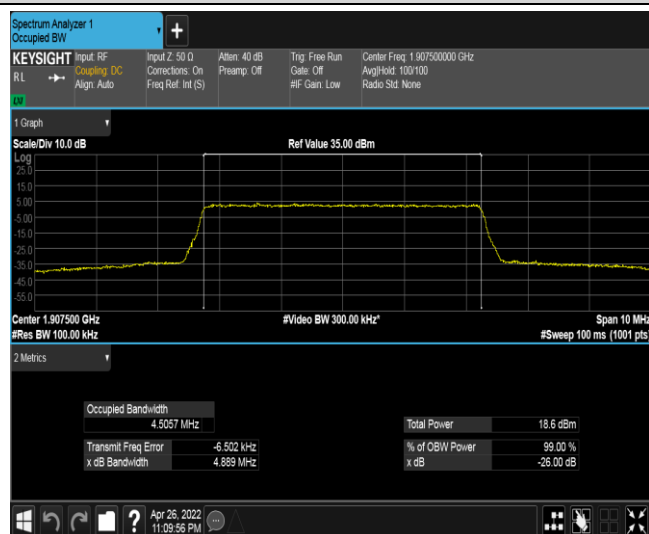 Spectrum Analyzer 1
Occupied BW
KEYSIGHT Input: RF Input Z: 50 Ω Atten: 40 dB Trig: Free Run Center Freq: 1.907500000 GHz
Coupling: DC Corrections: On Preamp: Off Gate: Off Avg|Hold: 100/100
RL Align: Auto Freq Ref: Int (S) #IF Gain: Low Radio Std: None
LXI
1 Graph
Scale/Div 10.0 dB Ref Value 35.00 dBm
Log
25.0
15.0
5.00
-5.00
-15.0
-25.0
-35.0
-45.0
-55.0
Center 1.907500 GHz #Video BW 300.00 kHz* Span 10 MHz
#Res BW 100.00 kHz #Sweep 100 ms (1001 pts)
2 Metrics
Occupied Bandwidth
4.5057 MHz Total Power 18.6 dBm
Transmit Freq Error -6.502 kHz % of OBW Power 99.00 %
x dB Bandwidth 4.889 MHz x dB -26.00 dB
? Apr 26, 2022
11:09:56 PM